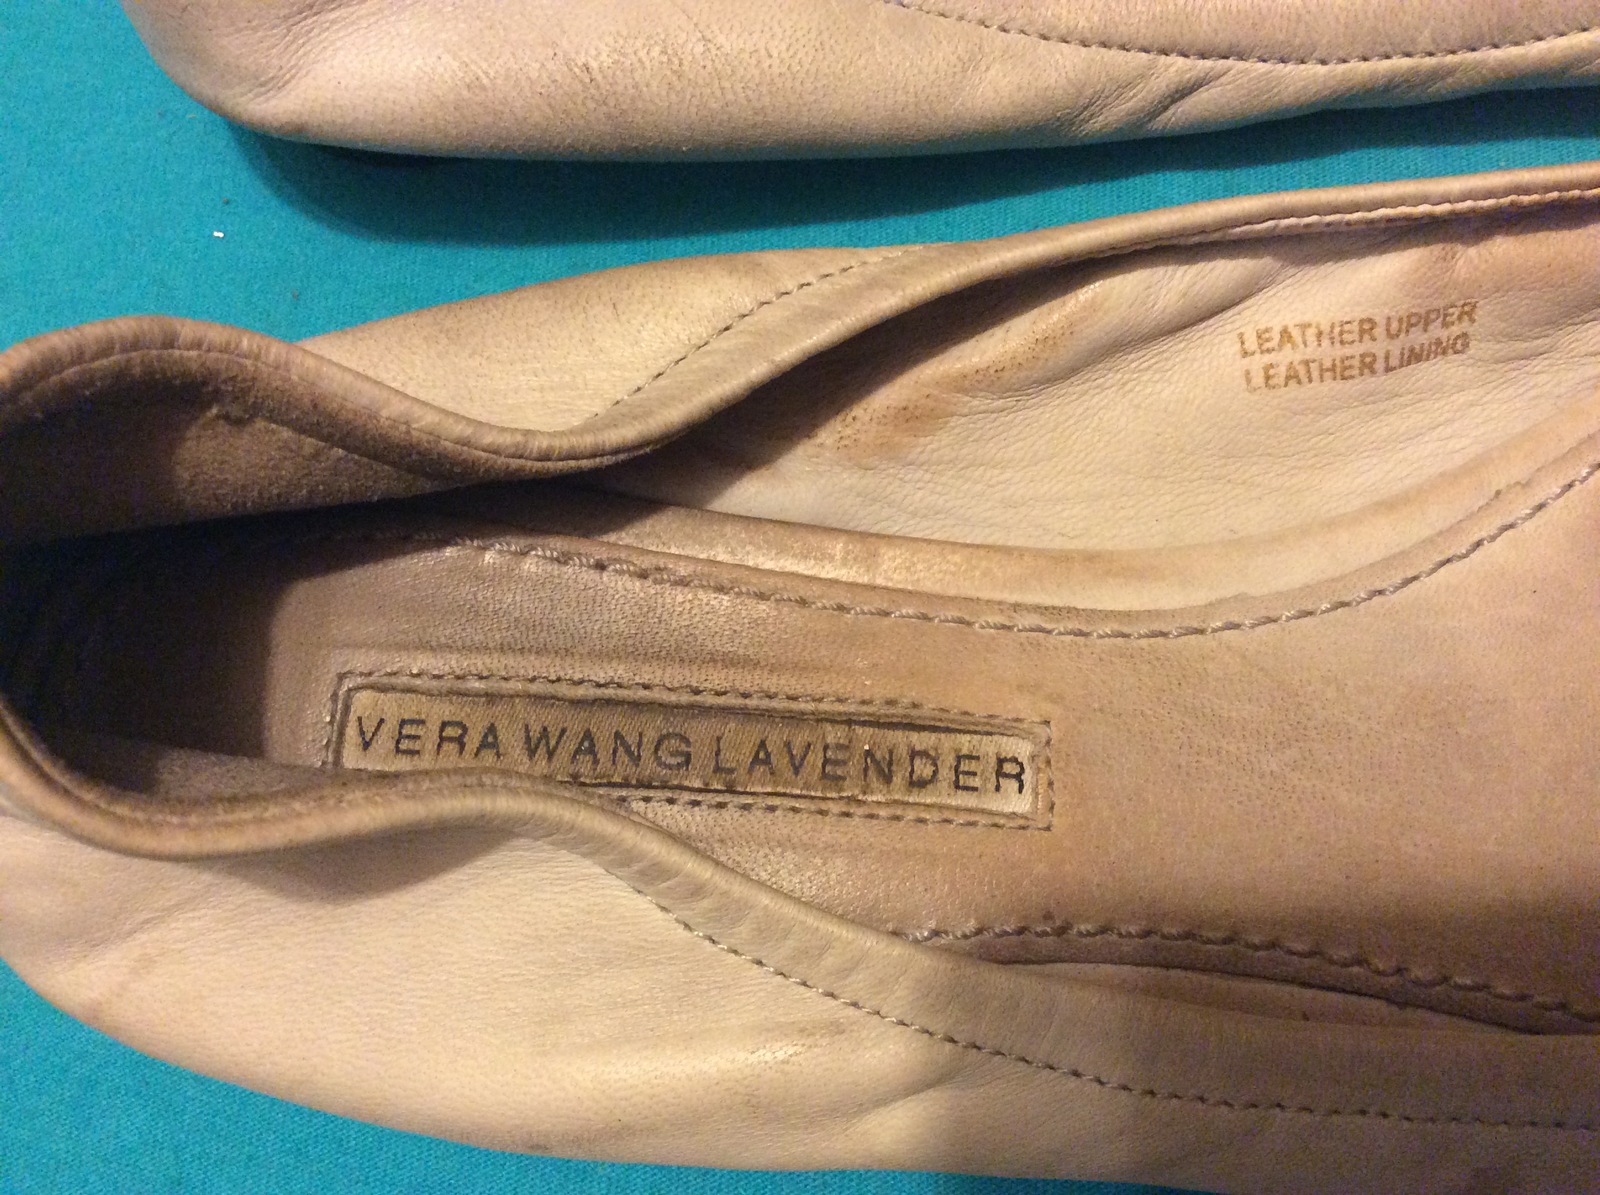 LEATHER UPPER
LEATHER LINING
VERA WANG LAVENDER